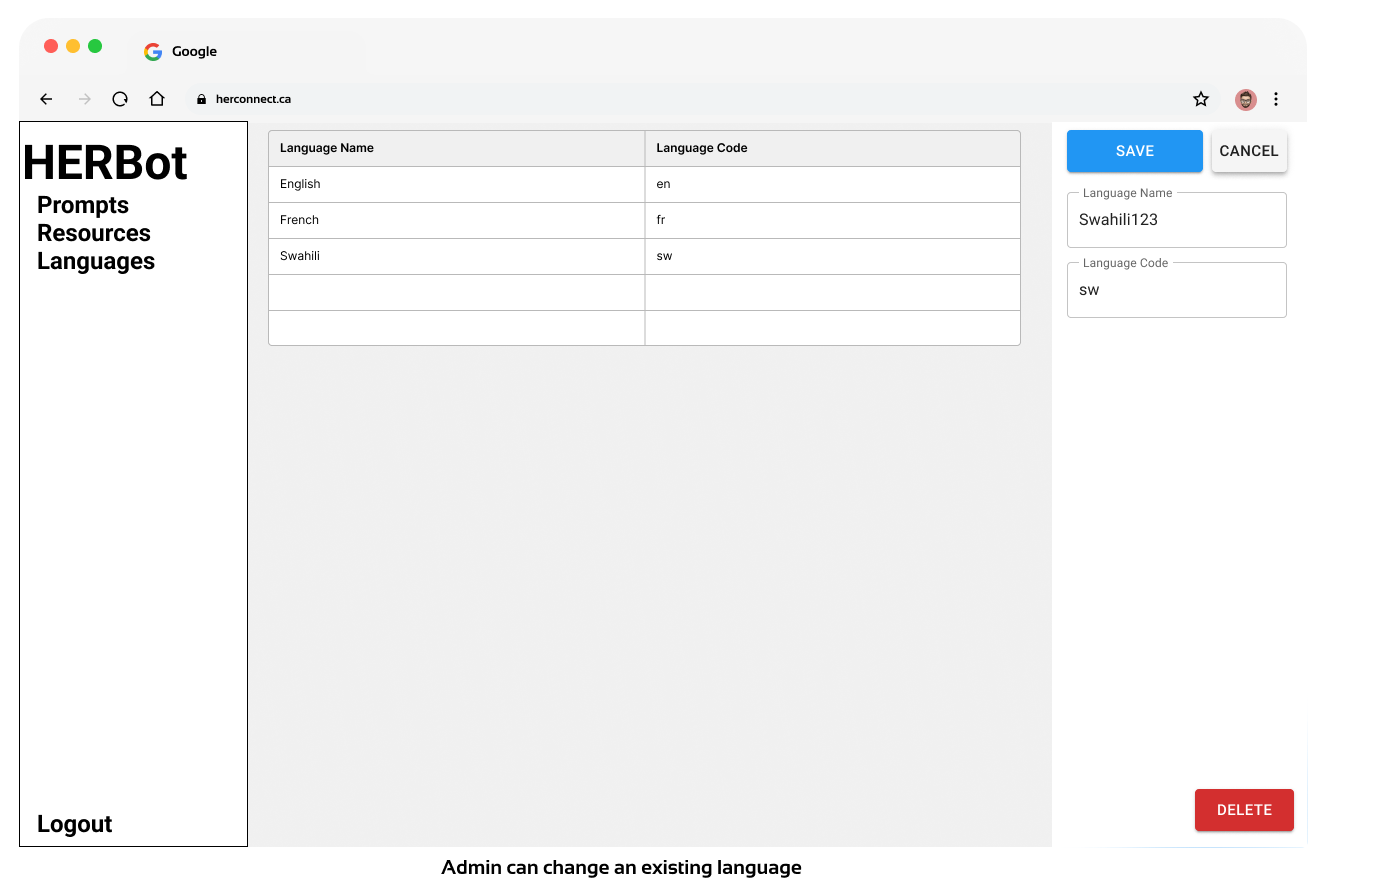 Google
herconnect.ca
HERBot
Prompts
Resources
Languages
Logout
Language Name Language Code
English en
French fr
Swahili sw
SAVE CANCEL
Language Name
Swahili123
Language Code
sw
DELETE
Admin can change an existing language